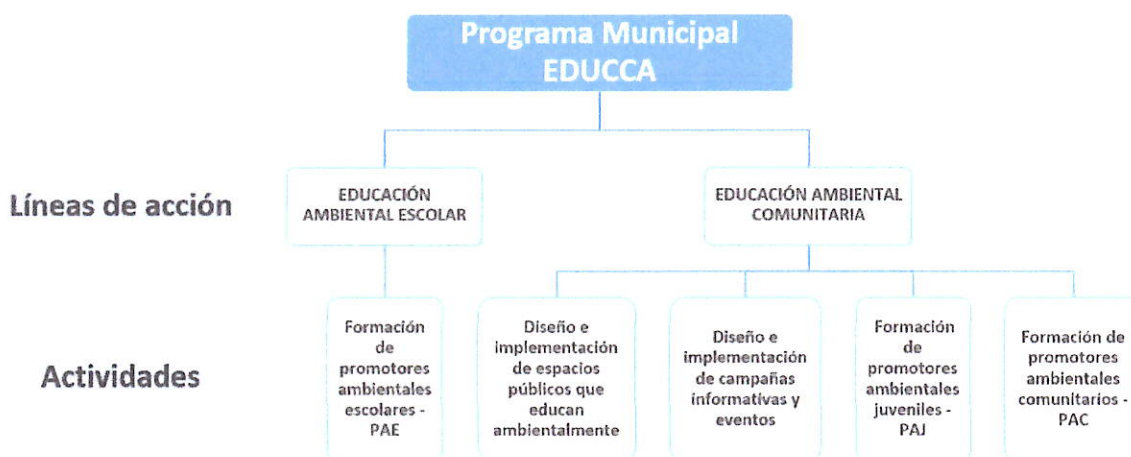 Programa Municipal
EDUCCA
Líneas de acción
EDUCACIÓN
AMBIENTAL ESCOLAR
EDUCACIÓN AMBIENTAL
COMUNITARIA
Actividades
Formación
de
promotores
ambientales
escolares -
PAE
Diseño e
implementación
de espacios
públicos que
educan
ambientalmente
Diseño e
implementación
de campañas
informativas y
eventos
Formación
de
promotores
ambientales
juveniles -
PAJ
Formación de
promotores
ambientales
comunitarios -
PAC